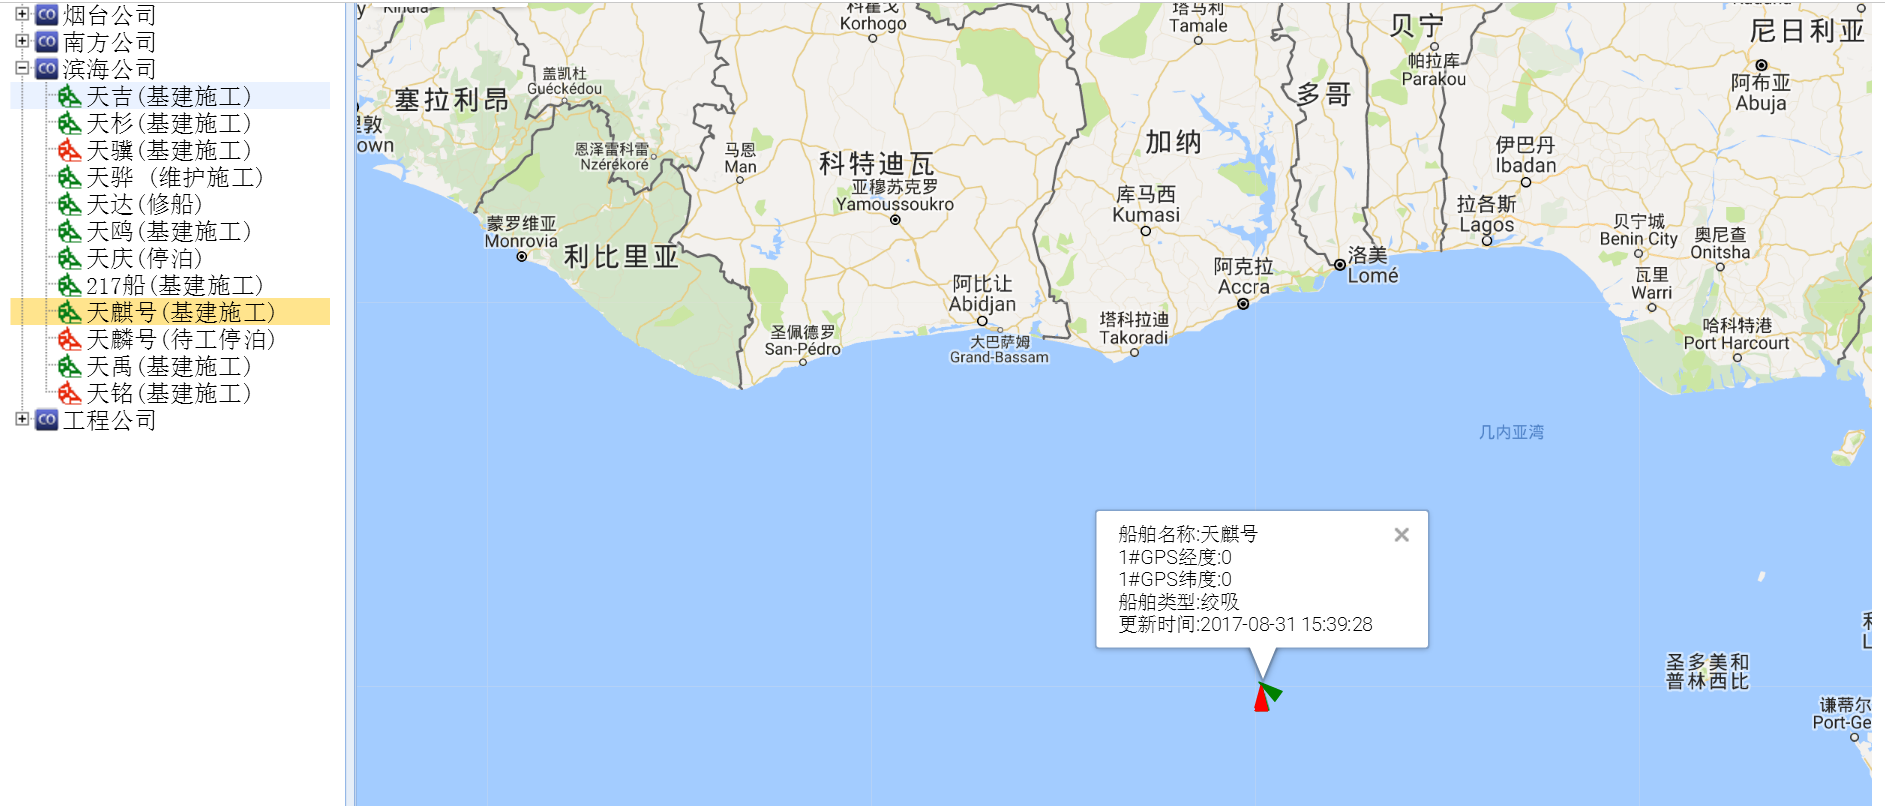 烟台公司
南方公司
滨海公司
天吉(基建施工)
天杉(基建施工)
天骥(基建施工)
天骅 (维护施工)
天达(修船)
天鸥(基建施工)
天庆(停泊)
217船(基建施工)
天麒号(基建施工)
天麟号(待工停泊)
天禹(基建施工)
天铭(基建施工)
工程公司
Korhogo
塔马利
Tamale
贝宁
帕拉库
Parakou
尼日利亚
阿布亚
Abuja
盖凯杜
Guéckédou
塞拉利昂
敦
own
多哥
加纳
伊巴丹
Ibadan
恩泽雷科雷
Nzérékoré
马恩
Man
科特迪瓦
亚穆苏克罗
Yamoussoukro
库马西
Kumasi
拉各斯
Lagos
蒙罗维亚
Monrovia
利比里亚
贝宁城
Benin City
奥尼查
Onitsha
洛美
Lomé
阿克拉
Accra
瓦里
Warri
阿比让
Abidjan
塔科拉迪
Takoradi
圣佩德罗
San-Pédro
大巴萨姆
Grand-Bassam
哈科特港
Port Harcourt
几内亚湾
船舶名称:天麒号
1#GPS经度:0
1#GPS纬度:0
船舶类型:绞吸
更新时间:2017-08-31 15:39:28
圣多美和
普林西比
谦蒂尔
Port-Ge